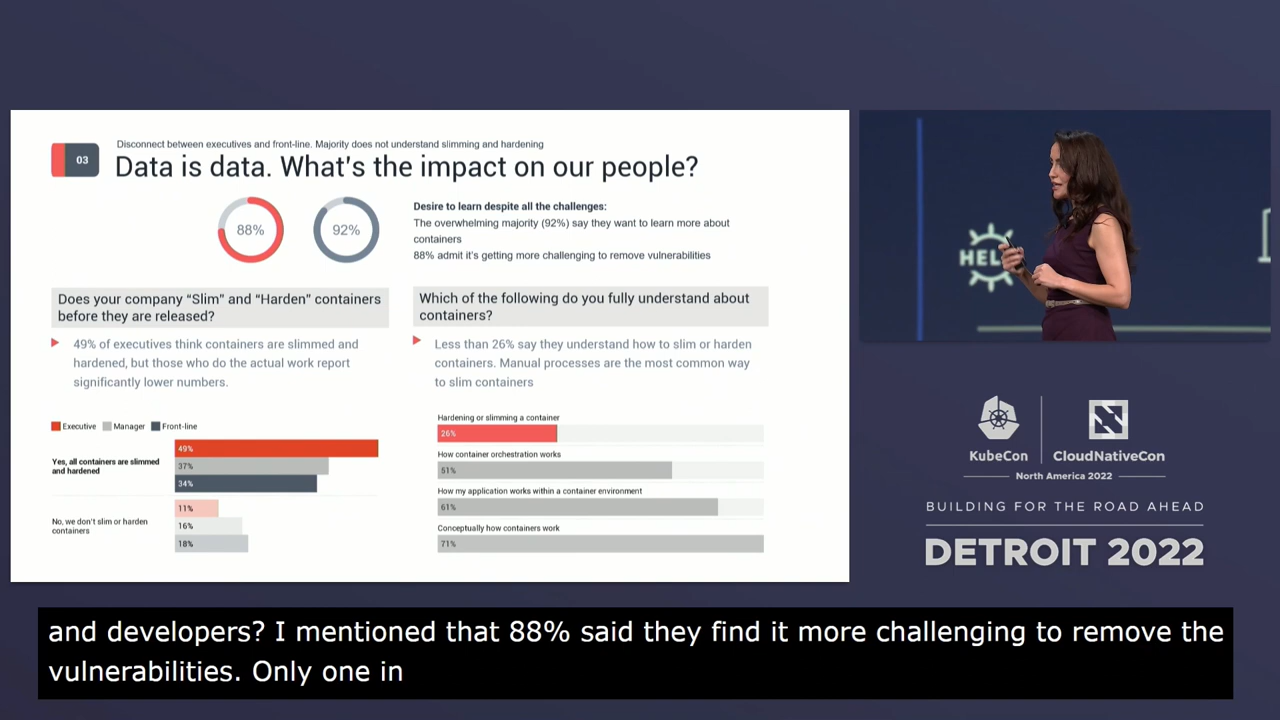 03
Disconnect between executives and front-line. Majority does not understand slimming and hardening
Data is data. What's the impact on our people?
88%
92%
Desire to learn despite all the challenges:
The overwhelming majority (92%) say they want to learn more about
containers
88% admit it's getting more challenging to remove vulnerabilities
Does your company “Slim” and “Harden” containers
before they are released?
49% of executives think containers are slimmed and
hardened, but those who do the actual work report
significantly lower numbers.
Executive
Manager
Front-line
Yes, all containers are slimmed
and hardened
49%
37%
34%
No, we don't slim or harden
containers
11%
16%
18%
Which of the following do you fully understand about
containers?
Less than 26% say they understand how to slim or harden
containers. Manual processes are the most common way
to slim containers
Hardening or slimming a container
26%
How container orchestration works
51%
How my application works within a container environment
61%
Conceptually how containers work
71%
KubeCon
CloudNativeCon
North America 2022
BUILDING FOR THE ROAD AHEAD
DETROIT 2022
and developers? I mentioned that 88% said they find it more challenging to remove the
vulnerabilities. Only one in